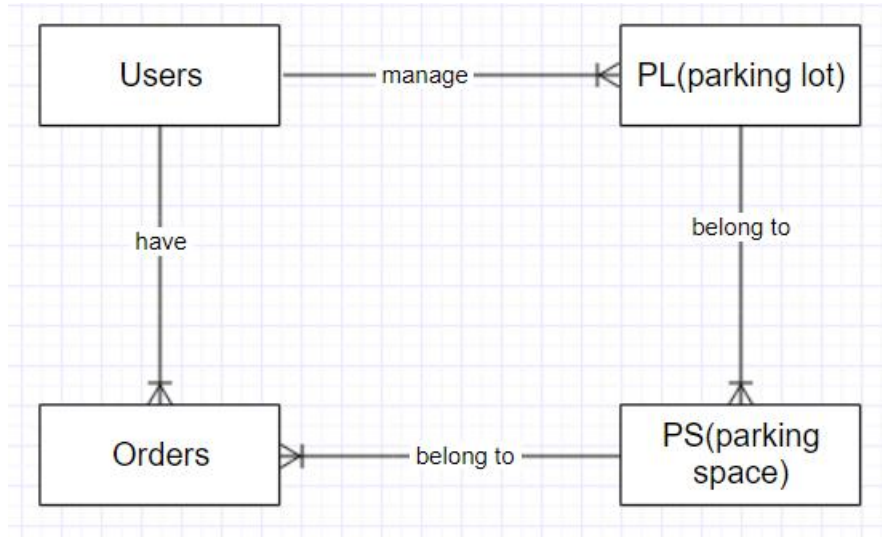 Users
manage
PL(parking lot)
have
belong to
Orders
belong to
PS(parking
space)